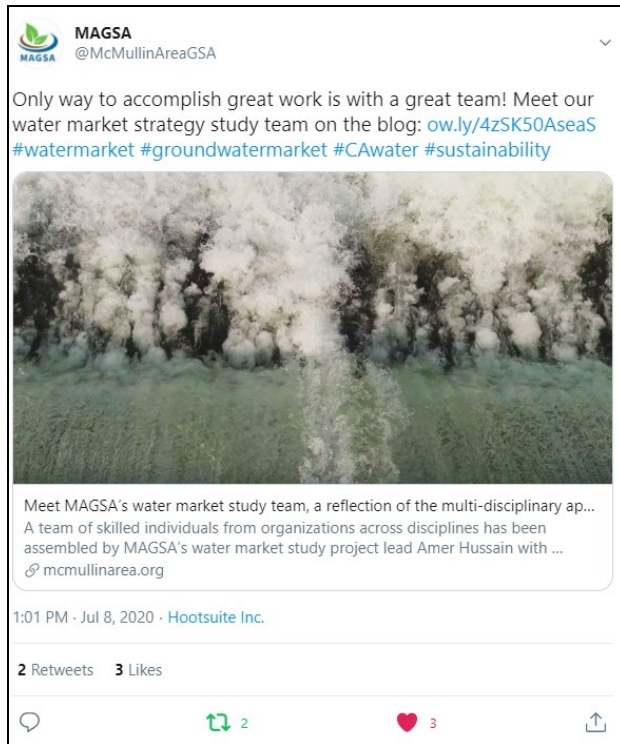 MAGSA
@McMullinAreaGSA
MAGSA
Only way to accomplish great work is with a great team! Meet our
water market strategy study team on the blog: ow.ly/4zSK50AseaS
#watermarket #groundwatermarket #CAwater #sustainability
Meet MAGSA's water market study team, a reflection of the multi-disciplinary ap...
A team of skilled individuals from organizations across disciplines has been
assembled by MAGSA's water market study project lead Amer Hussain with ...
mcmullinarea.org
1:01 PM · Jul 8, 2020 · Hootsuite Inc.
2 Retweets 3 Likes
2 3